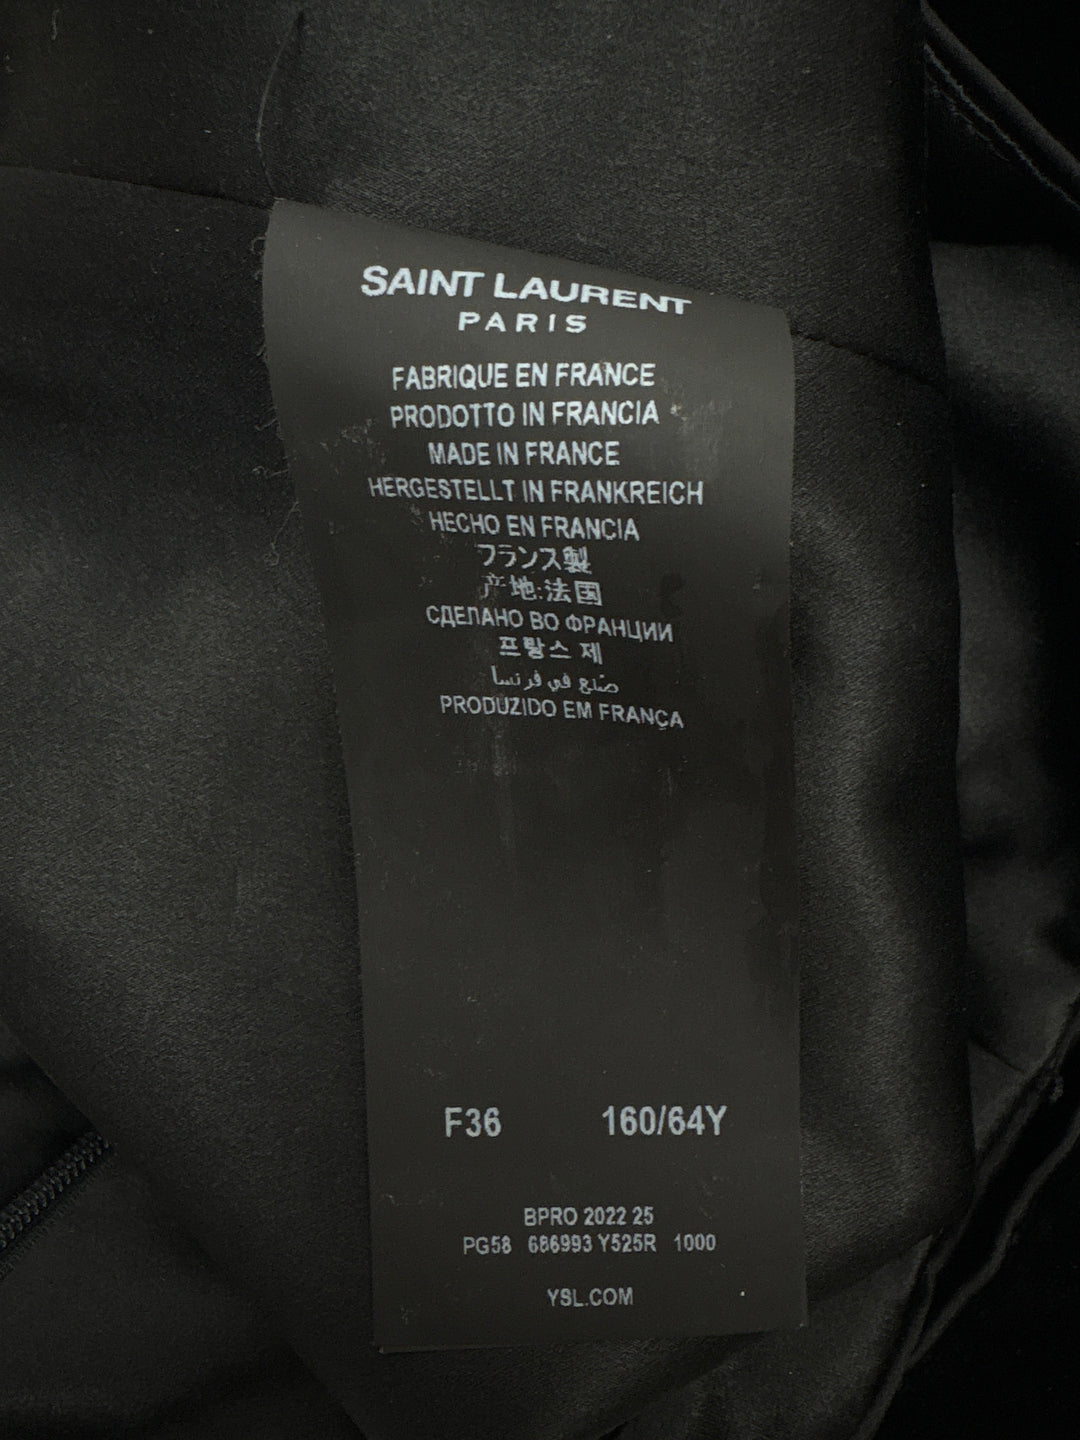 SAINT LAURENT
PARIS
FABRIQUE EN FRANCE
PRODOTTO IN FRANCIA
MADE IN FRANCE
HERGESTELLT IN FRANKREICH
HECHO EN FRANCIA
フランス製
产地:法国
СДЕЛАНО ВО ФРАНЦИИ
프랑스 제
صُنع في فرنسا
PRODUZIDO EM FRANÇA
F36 160/64Y
BPRO 2022 25
PG58 686993 Y525R 1000
YSL.COM